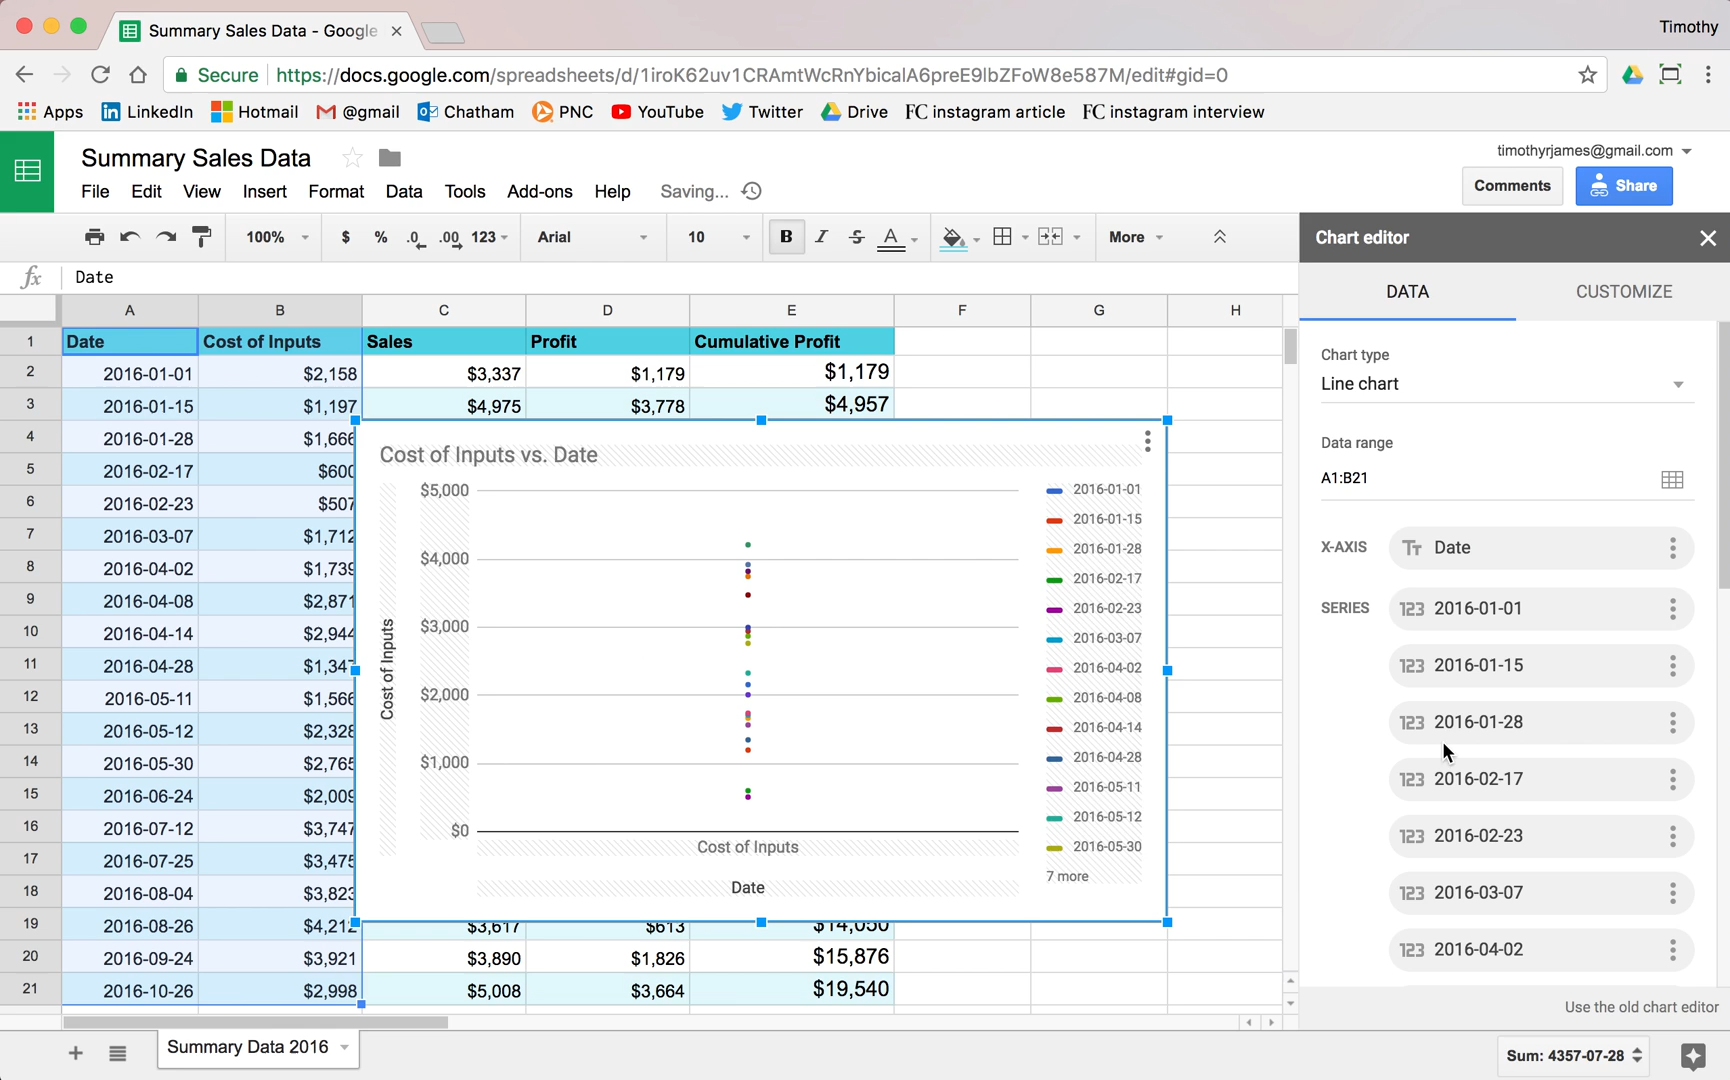 Summary Sales Data - Google
Timothy
Secure https://docs.google.com/spreadsheets/d/1iroK62uv1CRAmtWcRnYbicalA6preE9lbZFoW8e587M/edit#gid=0
Apps LinkedIn Hotmail @gmail Chatham PNC YouTube Twitter Drive FC instagram article FC instagram interview
Summary Sales Data
timothyrjames@gmail.com
File Edit View Insert Format Data Tools Add-ons Help Saving...
Comments Share
100% $ % .0 .00 123 Arial 10 B I S A More
fx Date
A B C D E F G H
1 Date Cost of Inputs Sales Profit Cumulative Profit
2 2016-01-01 $2,158 $3,337 $1,179 $1,179
3 2016-01-15 $1,197 $4,975 $3,778 $4,957
4 2016-01-28 $1,666
5 2016-02-17 $600
6 2016-02-23 $507
7 2016-03-07 $1,712
8 2016-04-02 $1,739
9 2016-04-08 $2,871
10 2016-04-14 $2,944
11 2016-04-28 $1,347
12 2016-05-11 $1,566
13 2016-05-12 $2,328
14 2016-05-30 $2,765
15 2016-06-24 $2,009
16 2016-07-12 $3,747
17 2016-07-25 $3,475
18 2016-08-04 $3,823
19 2016-08-26 $4,212 $3,617 $613 $14,050
20 2016-09-24 $3,921 $3,890 $1,826 $15,876
21 2016-10-26 $2,998 $5,008 $3,664 $19,540
Cost of Inputs vs. Date
Cost of Inputs
$5,000
$4,000
$3,000
$2,000
$1,000
$0
Cost of Inputs
Date
2016-01-01
2016-01-15
2016-01-28
2016-02-17
2016-02-23
2016-03-07
2016-04-02
2016-04-08
2016-04-14
2016-04-28
2016-05-11
2016-05-12
2016-05-30
7 more
Chart editor
DATA CUSTOMIZE
Chart type
Line chart
Data range
A1:B21
X-AXIS Tт Date
SERIES 123 2016-01-01
123 2016-01-15
123 2016-01-28
123 2016-02-17
123 2016-02-23
123 2016-03-07
123 2016-04-02
Use the old chart editor
Summary Data 2016
Sum: 4357-07-28